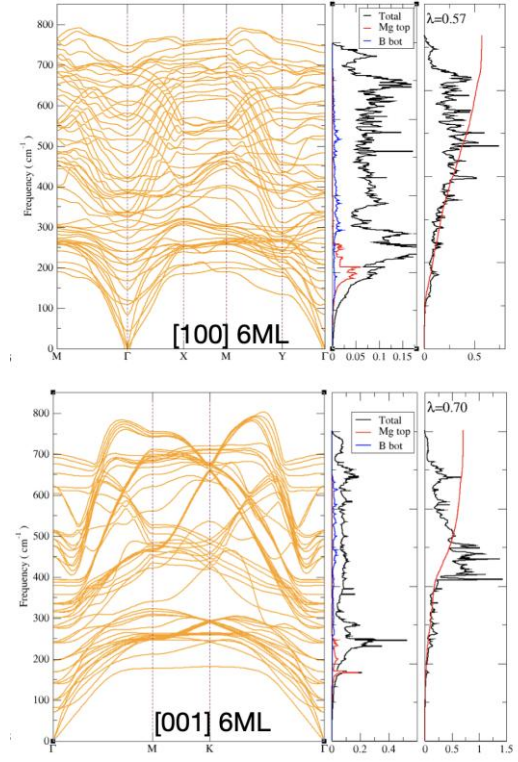 800
700
600
500
400
300
200
100
0
Frequency ( cm⁻¹ )
M Γ X M Y Γ
[100] 6ML
Total
Mg top
B bot
0 0.05 0.1 0.15
λ=0.57
0 0.5
800
700
600
500
400
300
200
100
0
Frequency ( cm⁻¹ )
Γ M K Γ
[001] 6ML
Total
Mg top
B bot
0 0.2 0.4
λ=0.70
0 0.5 1 1.5